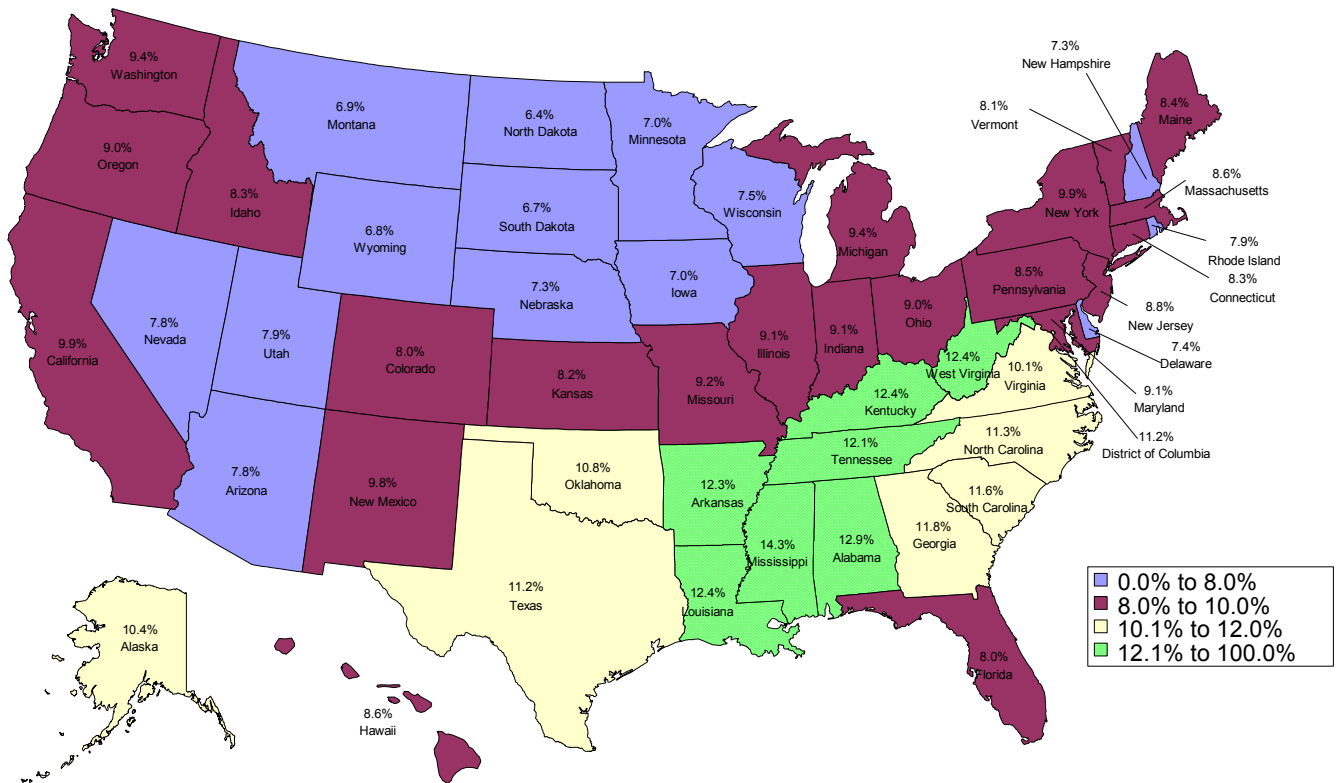 7.3%
New Hampshire
8.1%
Vermont
8.4%
Maine
9.4%
Washington
6.9%
Montana
6.4%
North Dakota
7.0%
Minnesota
9.0%
Oregon
8.3%
Idaho
7.5%
Wisconsin
9.9%
New York
8.6%
Massachusetts
6.8%
Wyoming
6.7%
South Dakota
9.4%
Michigan
7.9%
Rhode Island
8.3%
Connecticut
7.3%
Nebraska
7.0%
Iowa
8.5%
Pennsylvania
8.8%
New Jersey
9.9%
California
7.8%
Nevada
7.9%
Utah
8.0%
Colorado
8.2%
Kansas
9.2%
Missouri
9.1%
Illinois
9.1%
Indiana
9.0%
Ohio
7.4%
Delaware
12.4%
West Virginia
10.1%
Virginia
9.1%
Maryland
12.4%
Kentucky
11.2%
District of Columbia
7.8%
Arizona
9.8%
New Mexico
10.8%
Oklahoma
12.3%
Arkansas
12.1%
Tennessee
11.3%
North Carolina
11.6%
South Carolina
11.2%
Texas
12.4%
Louisiana
14.3%
Mississippi
12.9%
Alabama
11.8%
Georgia
10.4%
Alaska
8.6%
Hawaii
8.0%
Florida
0.0% to 8.0%
8.0% to 10.0%
10.1% to 12.0%
12.1% to 100.0%